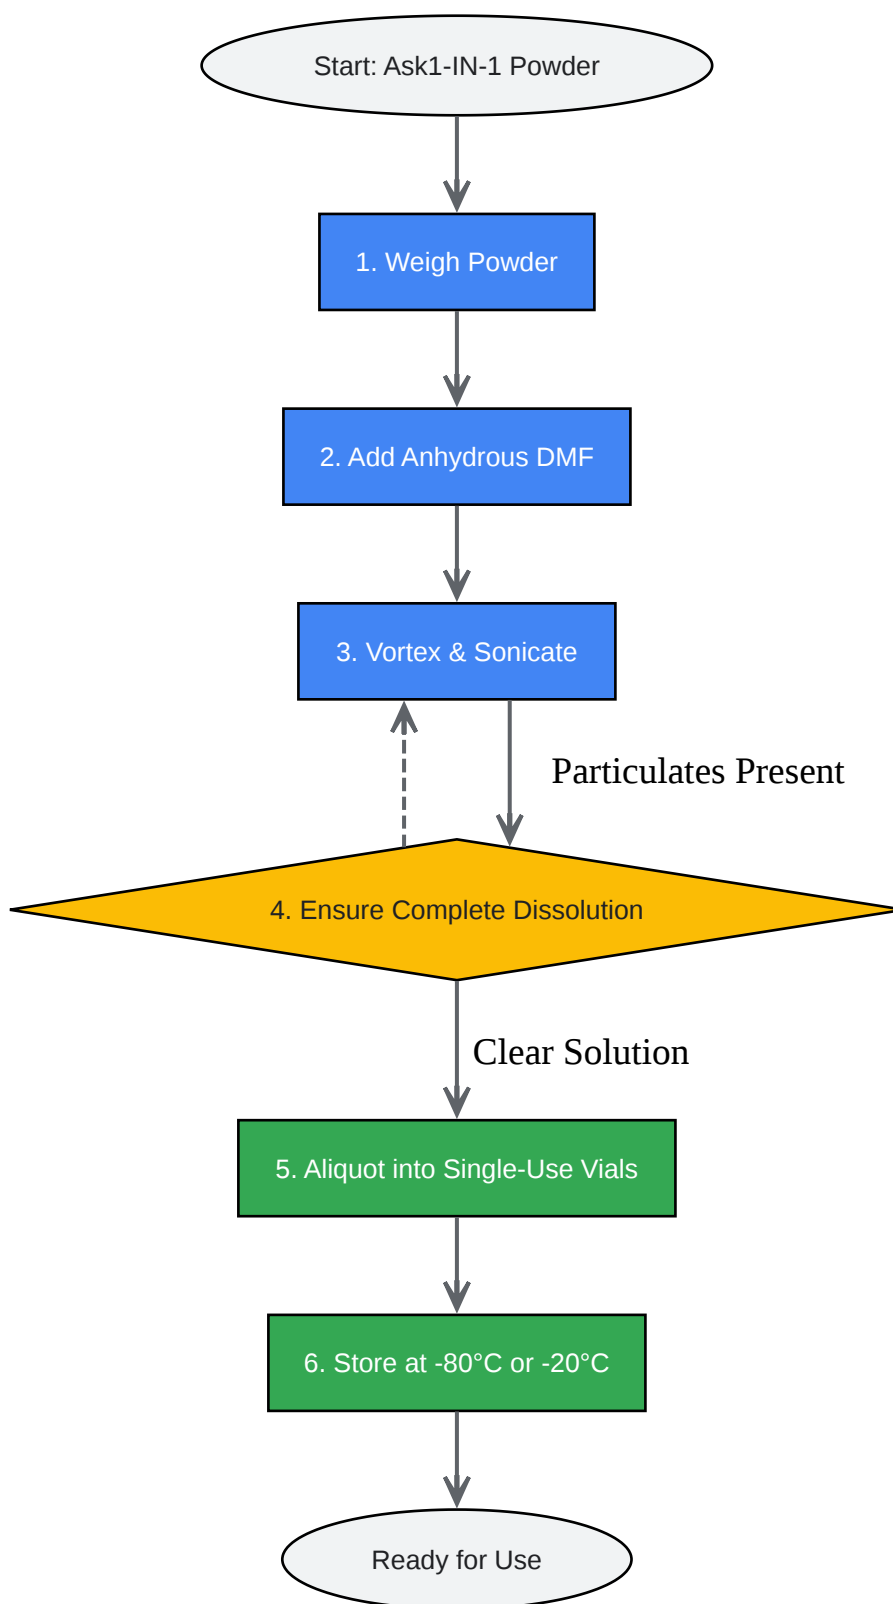 Start: Ask1-IN-1 Powder
1. Weigh Powder
2. Add Anhydrous DMF
3. Vortex & Sonicate
Particulates Present
4. Ensure Complete Dissolution
Clear Solution
5. Aliquot into Single-Use Vials
6. Store at -80°C or -20°C
Ready for Use